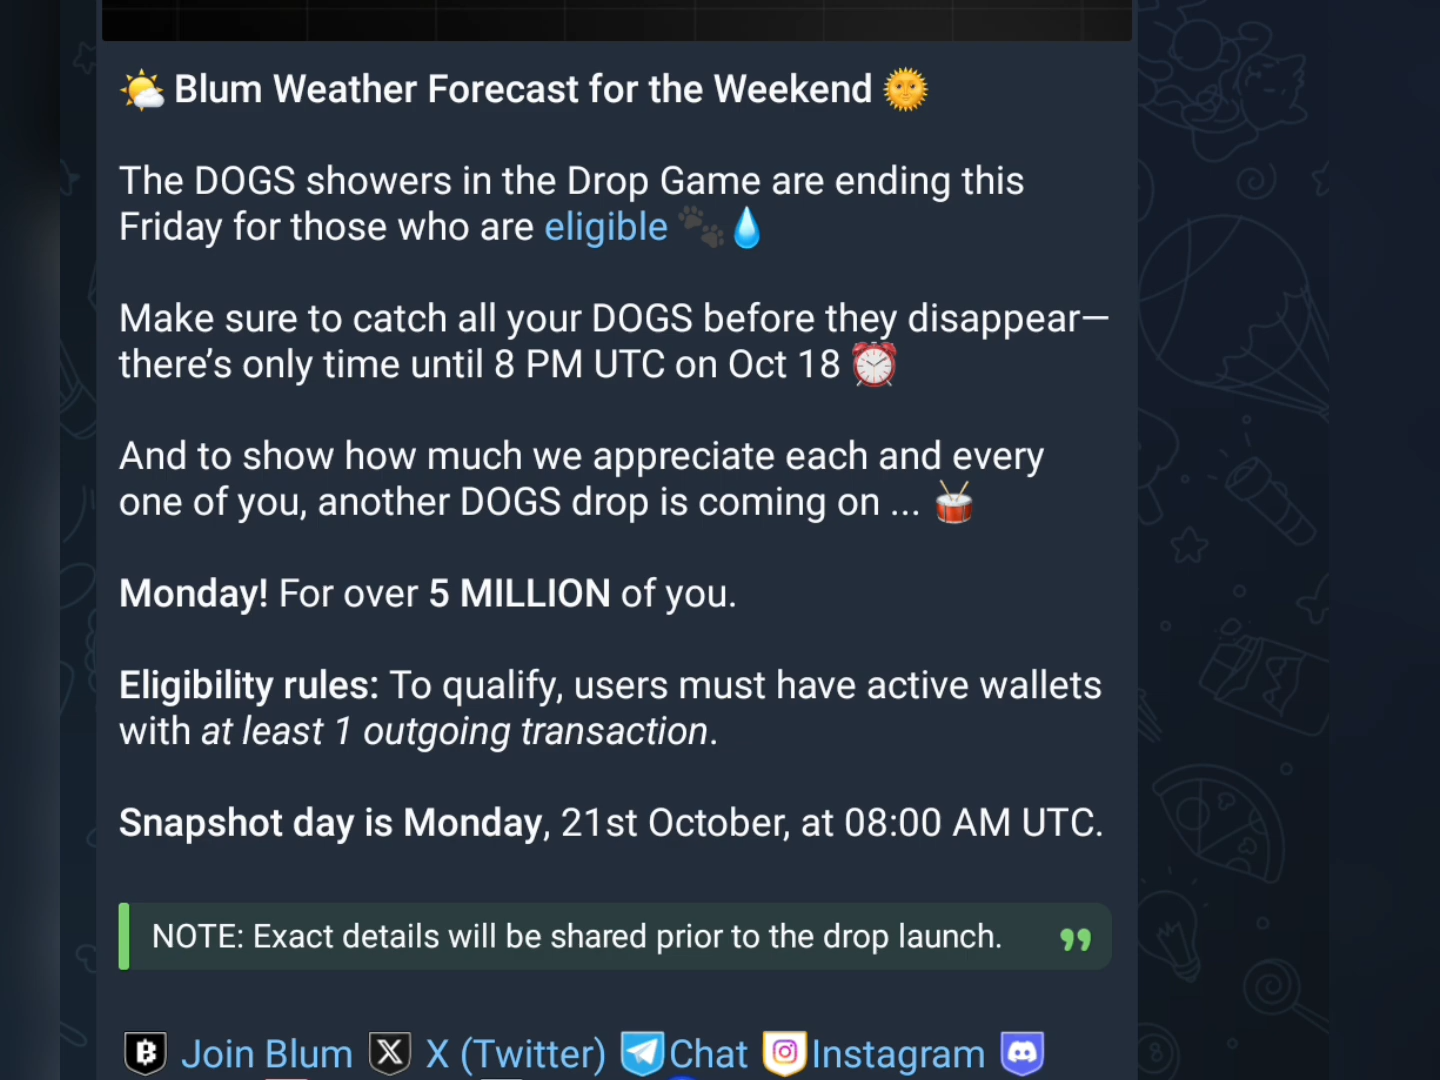 🌤 Blum Weather Forecast for the Weekend 🌞
The DOGS showers in the Drop Game are ending this
Friday for those who are eligible 🐾💧
Make sure to catch all your DOGS before they disappear—
there’s only time until 8 PM UTC on Oct 18 ⏰
And to show how much we appreciate each and every
one of you, another DOGS drop is coming on ... 🥁
Monday! For over 5 MILLION of you.
Eligibility rules: To qualify, users must have active wallets
with at least 1 outgoing transaction.
Snapshot day is Monday, 21st October, at 08:00 AM UTC.
NOTE: Exact details will be shared prior to the drop launch.
Join Blum X (Twitter) Chat Instagram